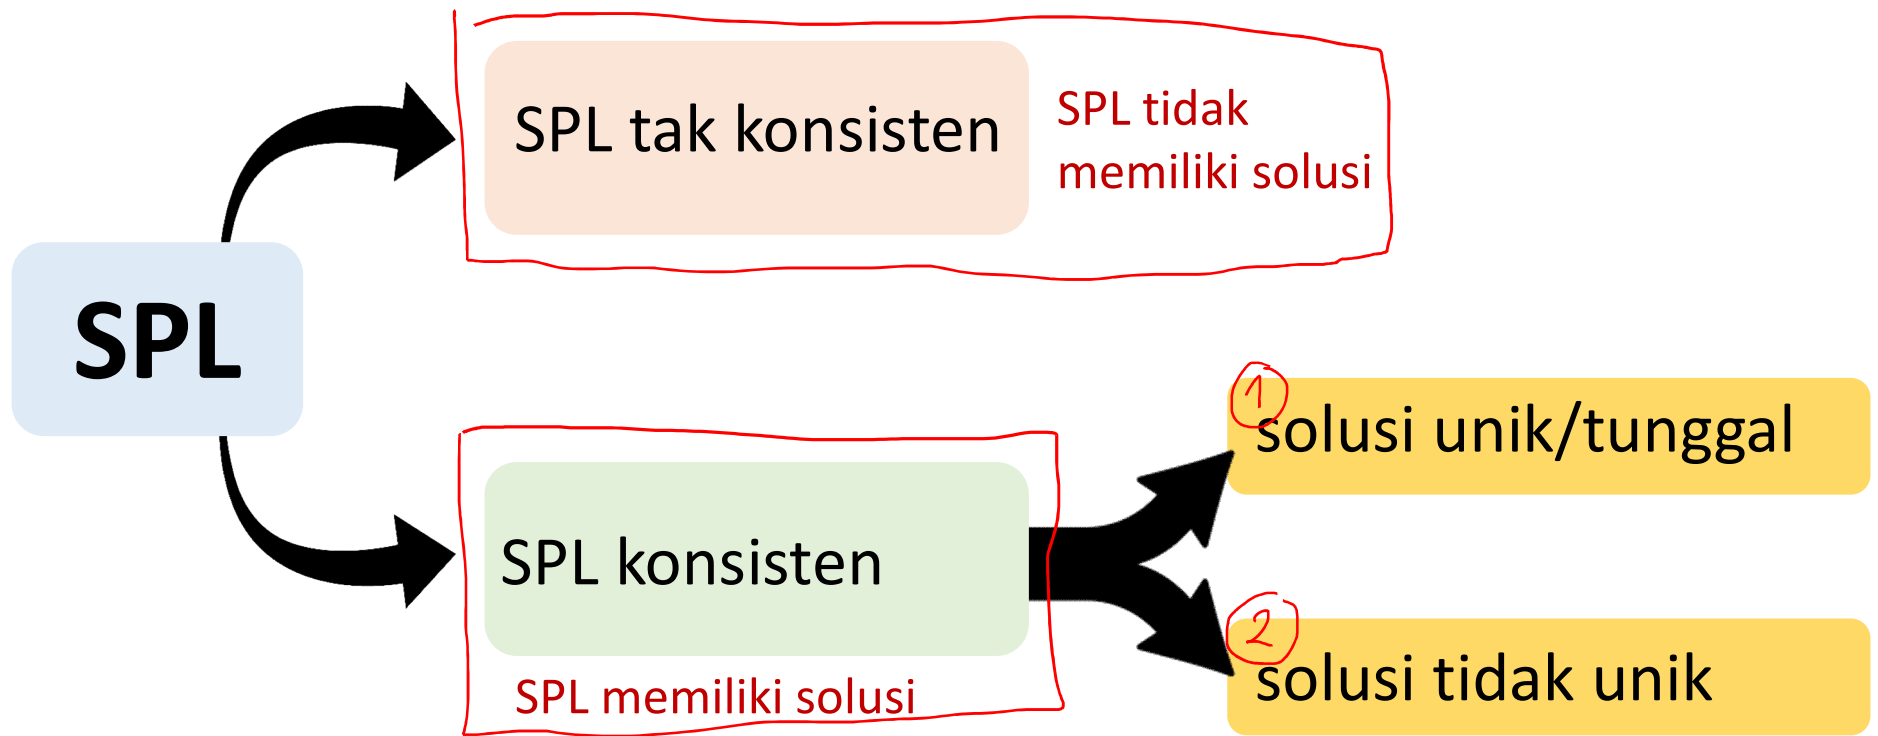 SPL tak konsisten
SPL tidak
memiliki solusi
SPL
1
solusi unik/tunggal
SPL konsisten
SPL memiliki solusi
2
solusi tidak unik